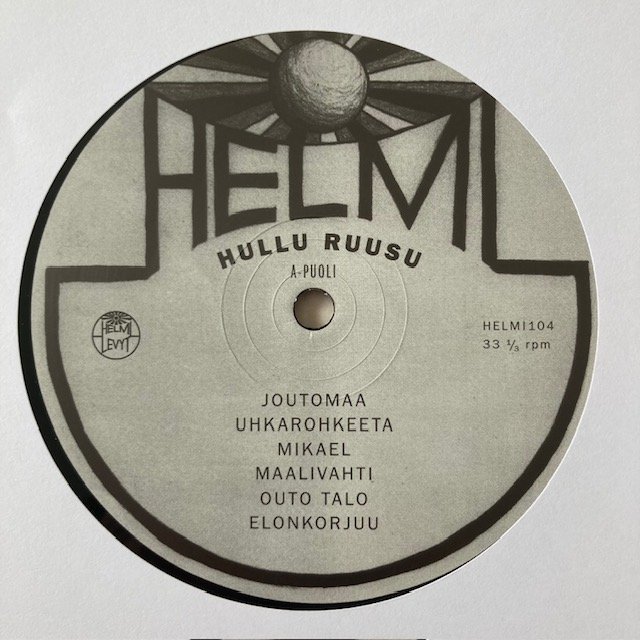 HELMI
HULLU RUUSU
A-PUOLI
HELMI
LEVYT
HELMI104
33 ⅓ rpm
JOUTOMAA
UHKAROHKEETA
MIKAEL
MAALIVAHTI
OUTO TALO
ELONKORJUU